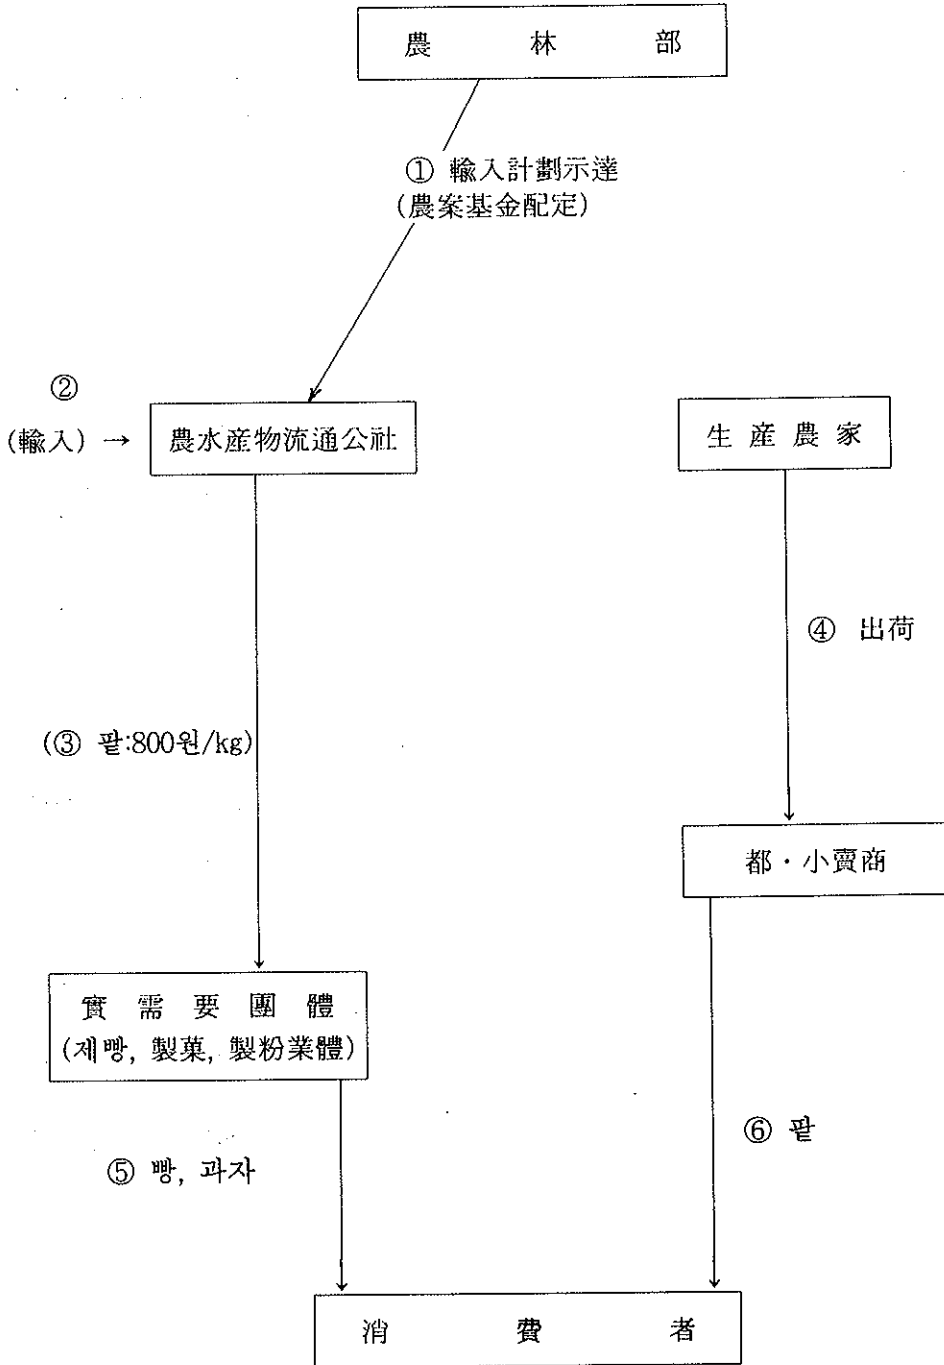 農 林 部
① 輸入計劃示達
(農案基金配定)
②
(輸入) → 農水産物流通公社
生 産 農 家
④ 出荷
(③ 팥:800원/kg)
都・小賣商
實 需 要 團 體
(제빵, 製菓, 製粉業體)
⑥ 팥
⑤ 빵, 과자
消 費 者